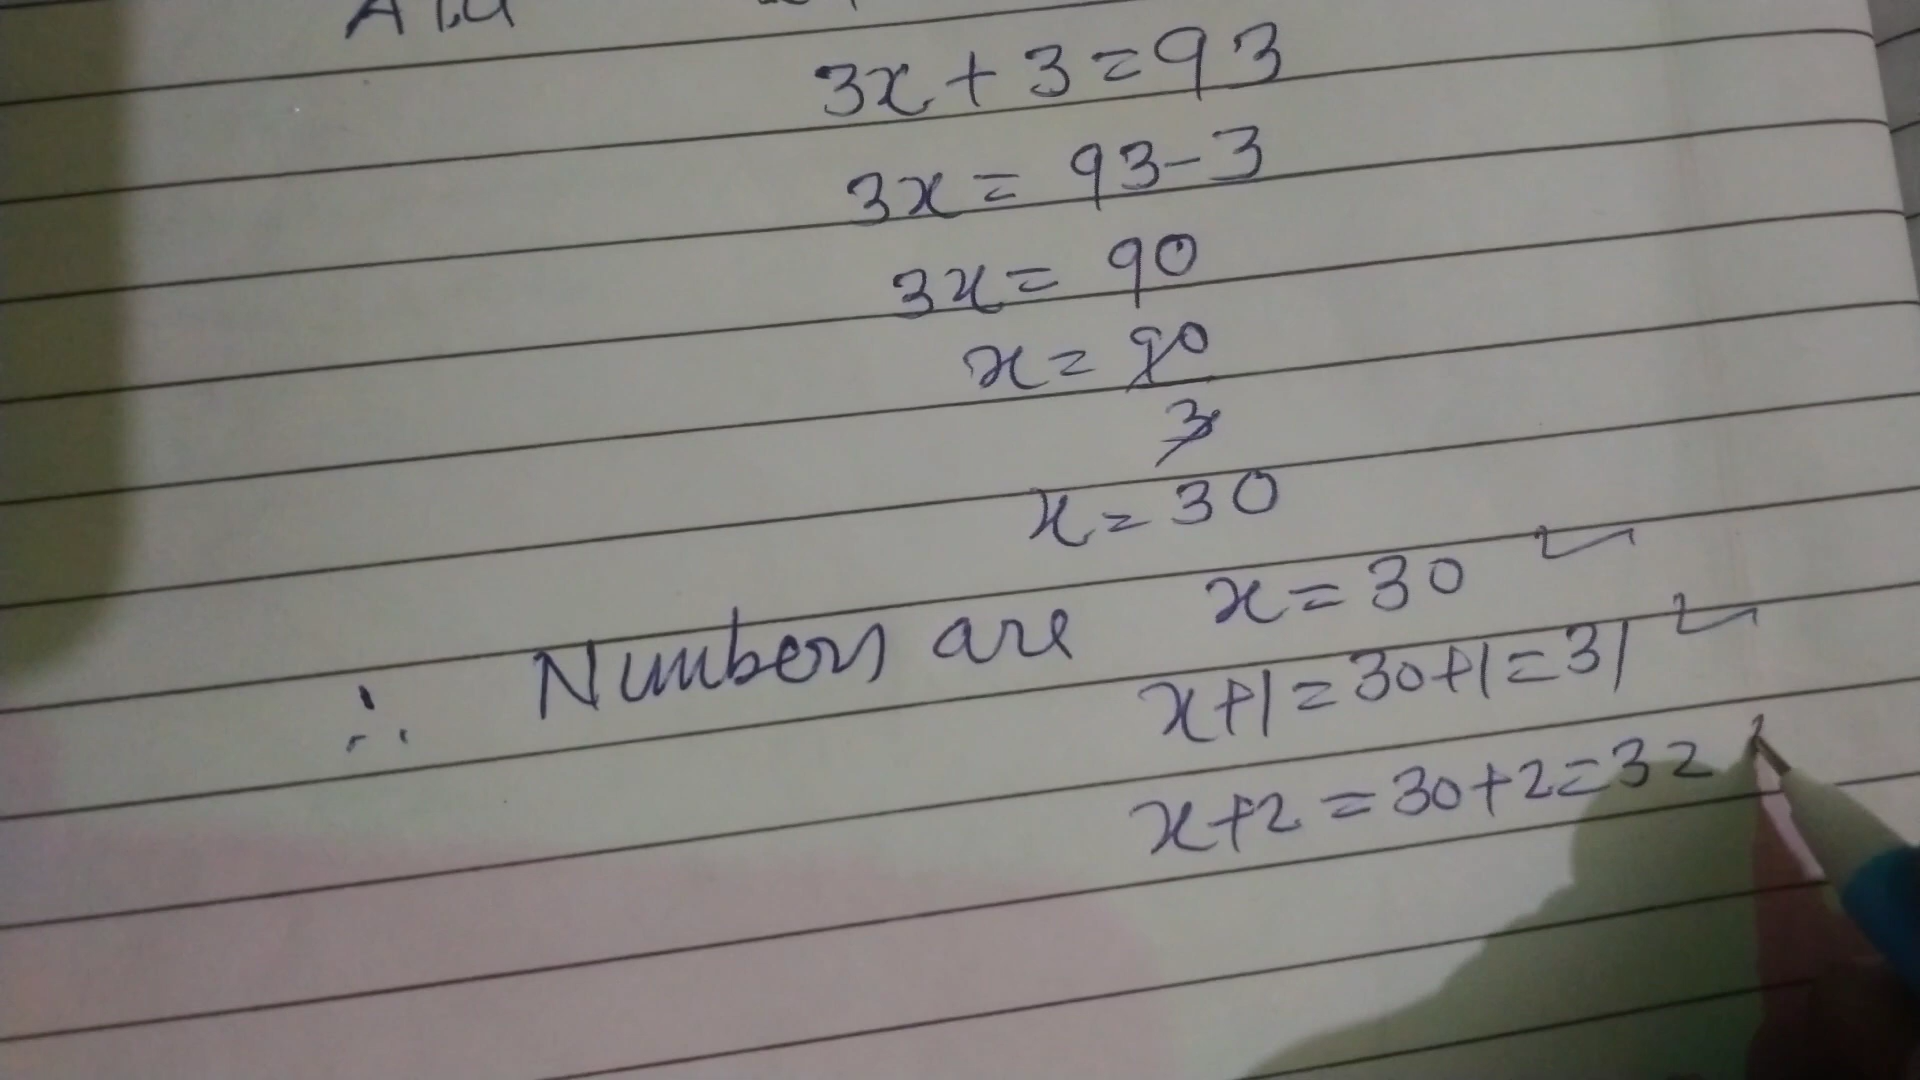 3x + 3 = 93
3x = 93 - 3
3x = 90
x = 90
3
x = 30
∴ Numbers are x = 30
x+1 = 30+1 = 31
x+2 = 30+2 = 32